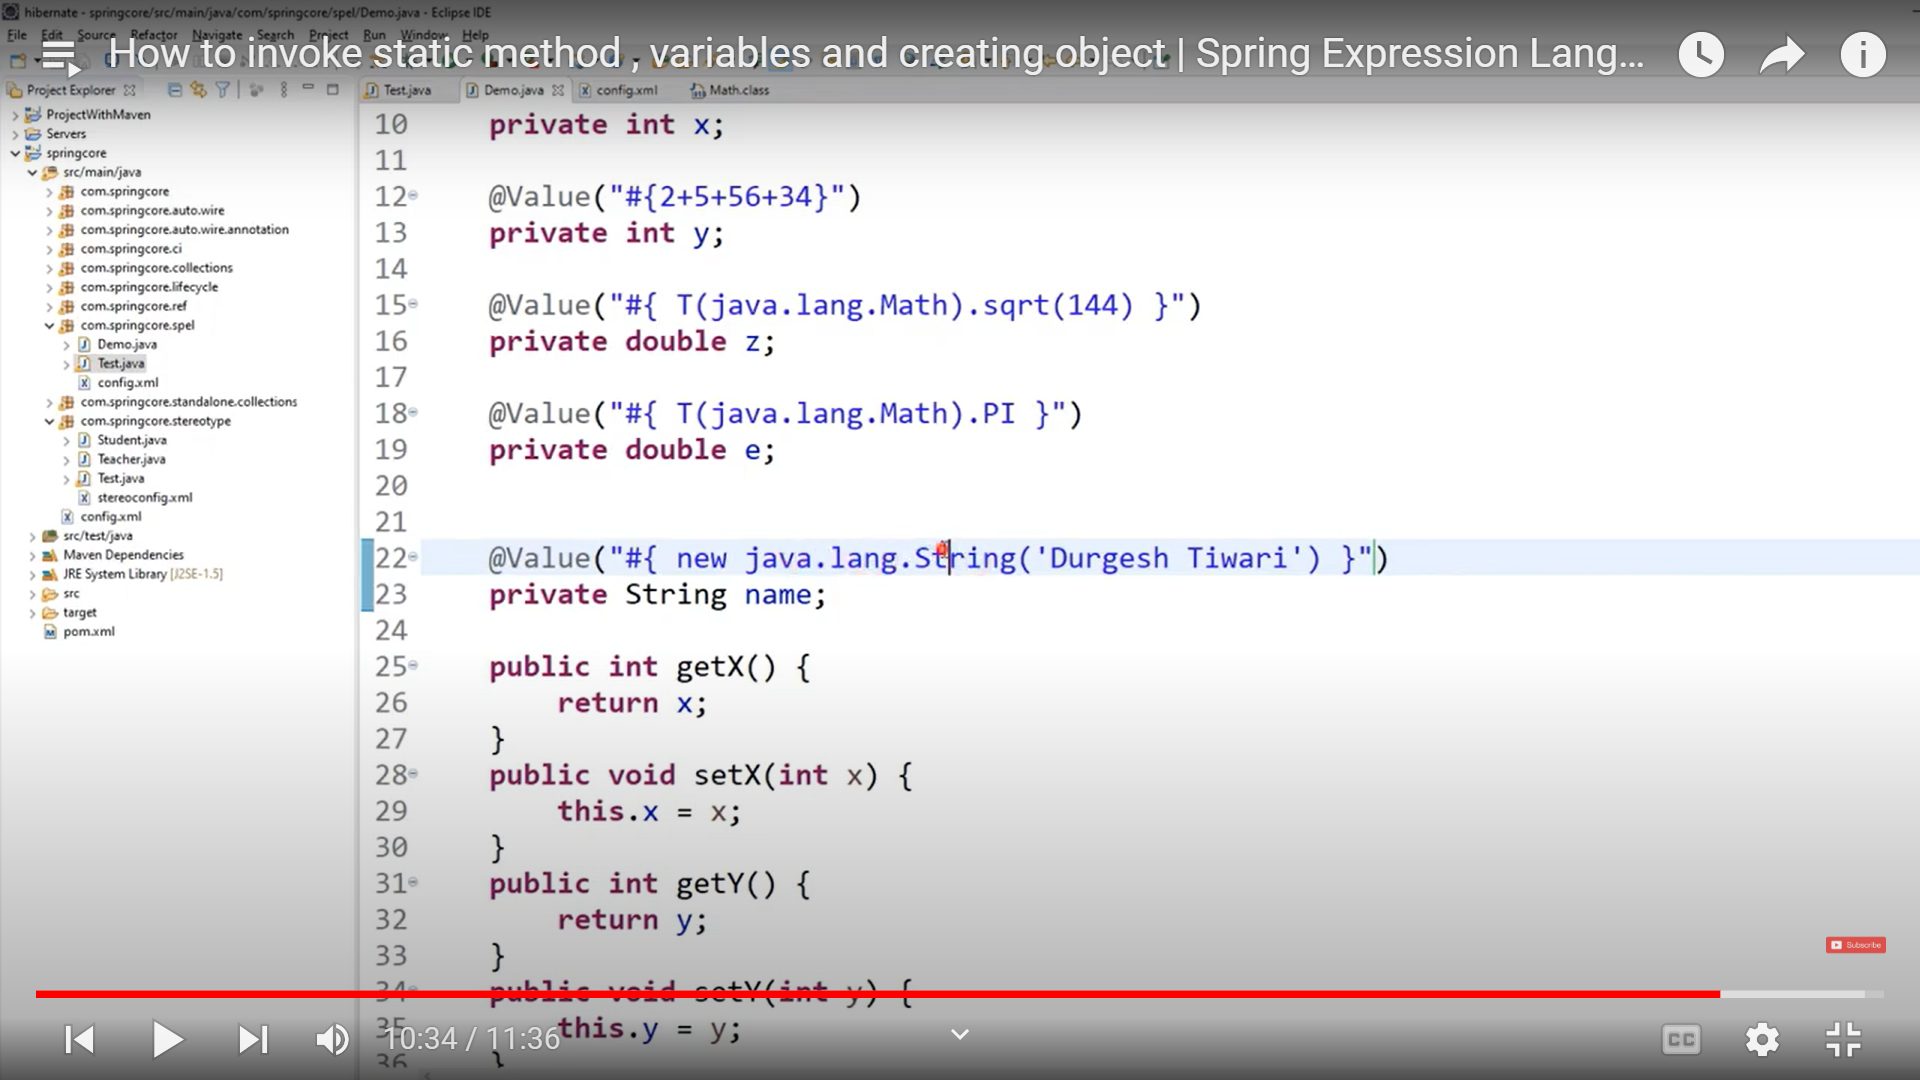 hibernate - springcore/src/main/java/com/springcore/spel/Demo.java - Eclipse IDE
File Edit Source Refactor Navigate Search Project Run Window Help
How to invoke static method , variables and creating object | Spring Expression Lang...
Project Explorer
Test.java Demo.java config.xml Math.class
ProjectWithMaven
Servers
springcore
src/main/java
com.springcore
com.springcore.auto.wire
com.springcore.auto.wire.annotation
com.springcore.ci
com.springcore.collections
com.springcore.lifecycle
com.springcore.ref
com.springcore.spel
Demo.java
Test.java
config.xml
com.springcore.standalone.collections
com.springcore.stereotype
Student.java
Teacher.java
Test.java
stereoconfig.xml
config.xml
src/test/java
Maven Dependencies
JRE System Library [J2SE-1.5]
src
target
pom.xml
10 private int x;
11
12 @Value("#{2+5+56+34}")
13 private int y;
14
15 @Value("#{ T(java.lang.Math).sqrt(144) }")
16 private double z;
17
18 @Value("#{ T(java.lang.Math).PI }")
19 private double e;
20
21
22 @Value("#{ new java.lang.String('Durgesh Tiwari') }")
23 private String name;
24
25 public int getX() {
26 return x;
27 }
28 public void setX(int x) {
29 this.x = x;
30 }
31 public int getY() {
32 return y;
33 }
34 public void setY(int y) {
35 this.y = y;
36 }
Subscribe
10:34 / 11:36
CC